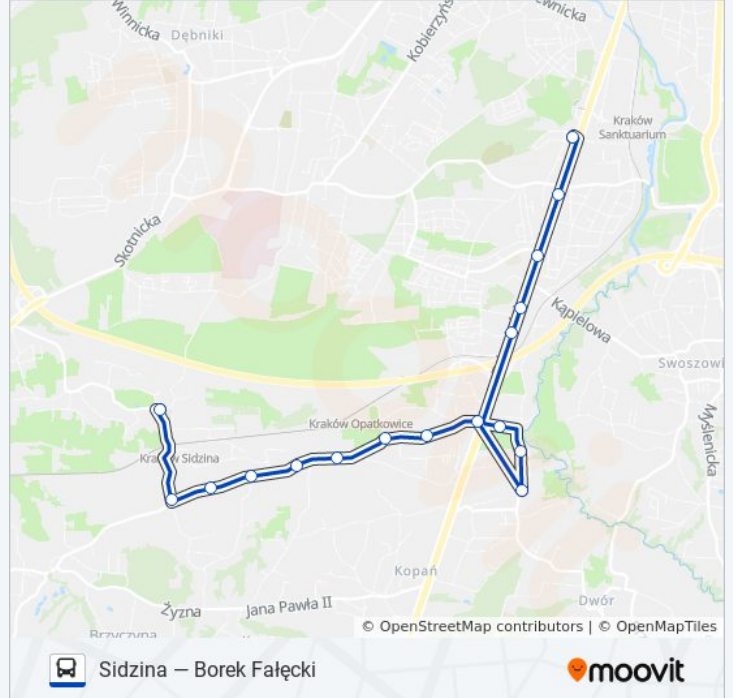 Winnicka
Dębniki
Kobierzyńs
ewnicka
Kraków
Sanktuarium
Skotnicka
Kąpielowa
Swoszowi
Myślenicka
Kraków Opatkowice
Kraków Sidzina
Kopań
Dwór
Żyzna
Jana Pawła II
Brzyczyna
© OpenStreetMap contributors | © OpenMapTiles
Sidzina — Borek Fałęcki
moovit